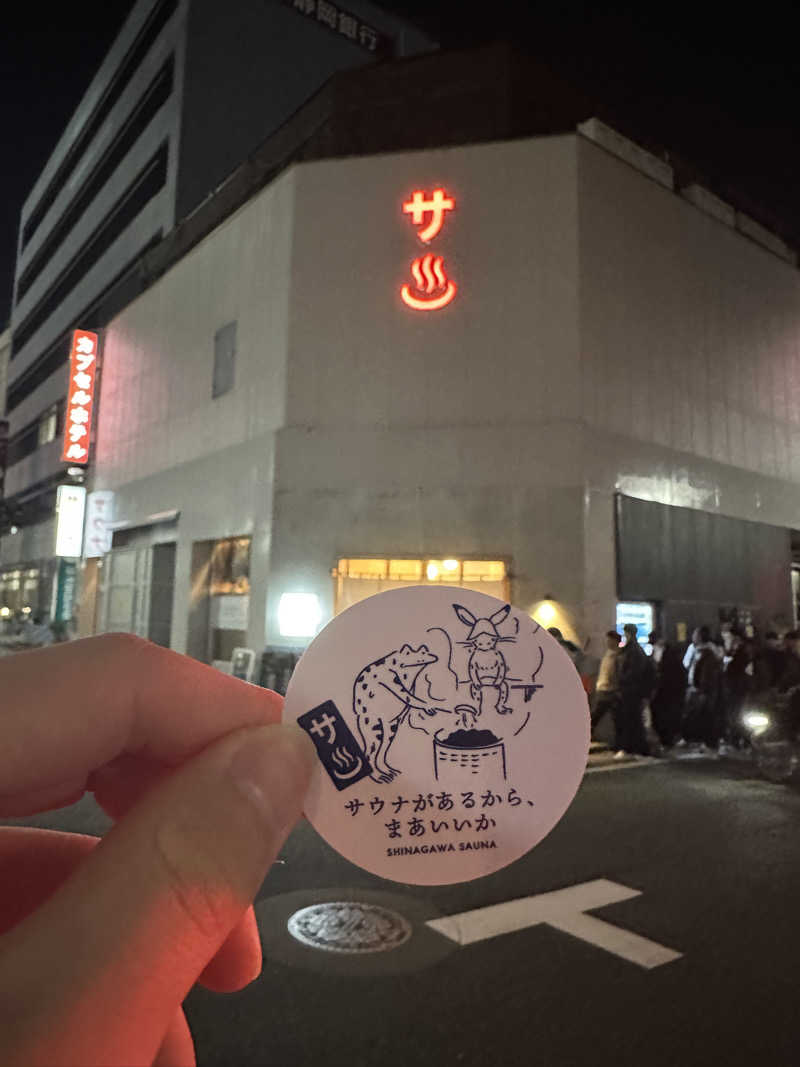 静岡銀行
サ
♨
カプセルホテル
サ
♨
サウナがあるから、
まあいいか
SHINAGAWA SAUNA